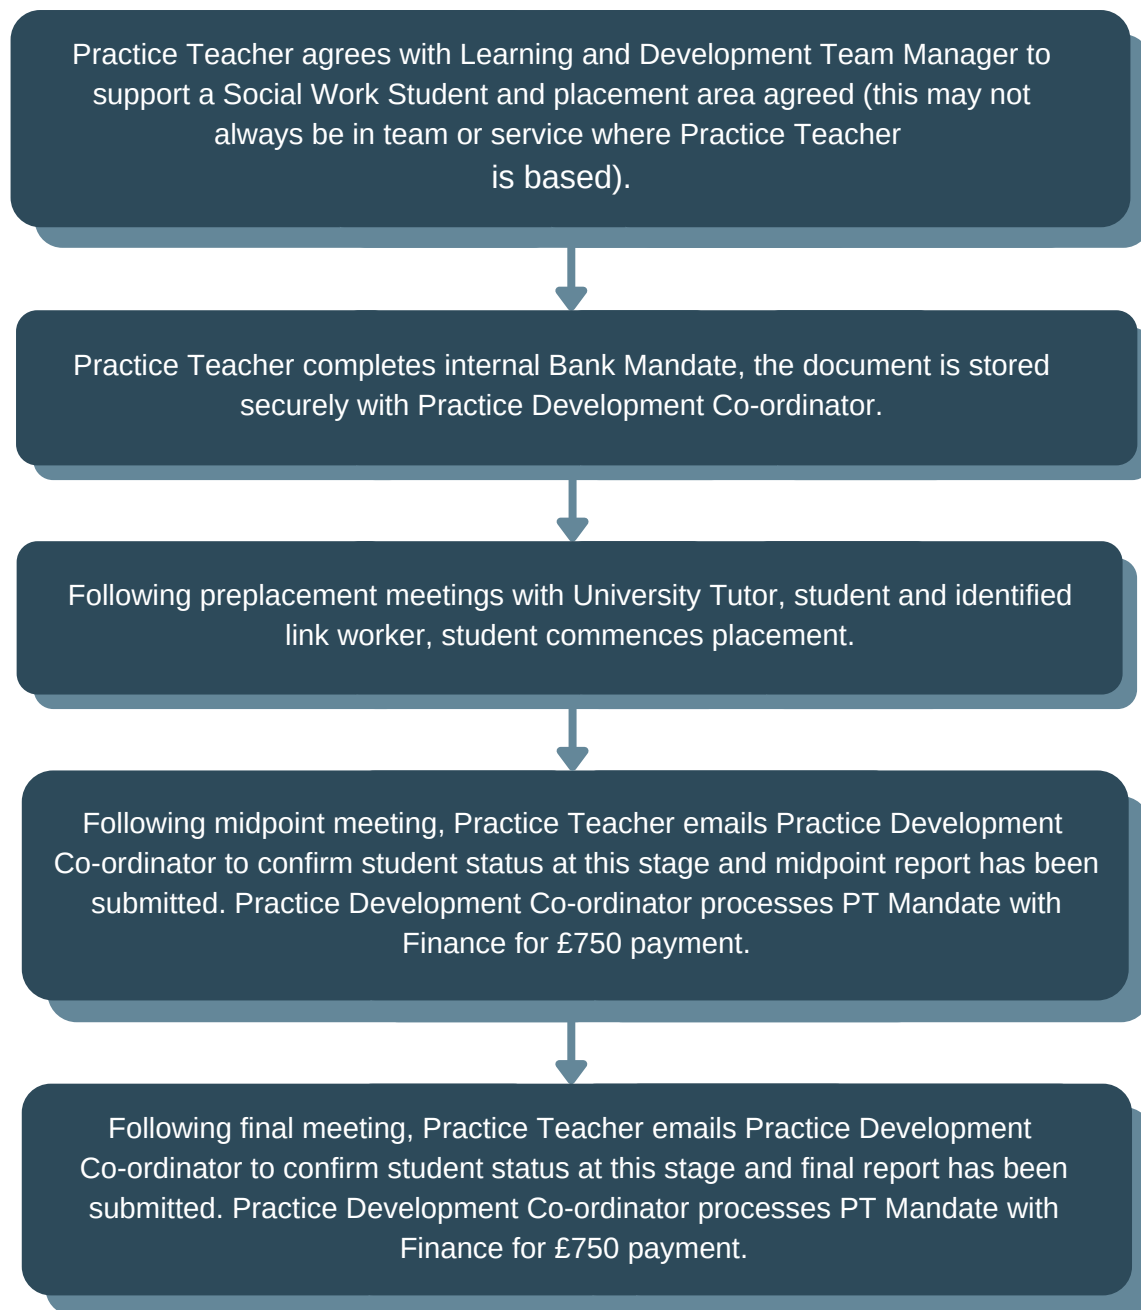 Practice Teacher agrees with Learning and Development Team Manager to
support a Social Work Student and placement area agreed (this may not
always be in team or service where Practice Teacher
is based).
Practice Teacher completes internal Bank Mandate, the document is stored
securely with Practice Development Co-ordinator.
Following preplacement meetings with University Tutor, student and identified
link worker, student commences placement.
Following midpoint meeting, Practice Teacher emails Practice Development
Co-ordinator to confirm student status at this stage and midpoint report has been
submitted. Practice Development Co-ordinator processes PT Mandate with
Finance for £750 payment.
Following final meeting, Practice Teacher emails Practice Development
Co-ordinator to confirm student status at this stage and final report has been
submitted. Practice Development Co-ordinator processes PT Mandate with
Finance for £750 payment.